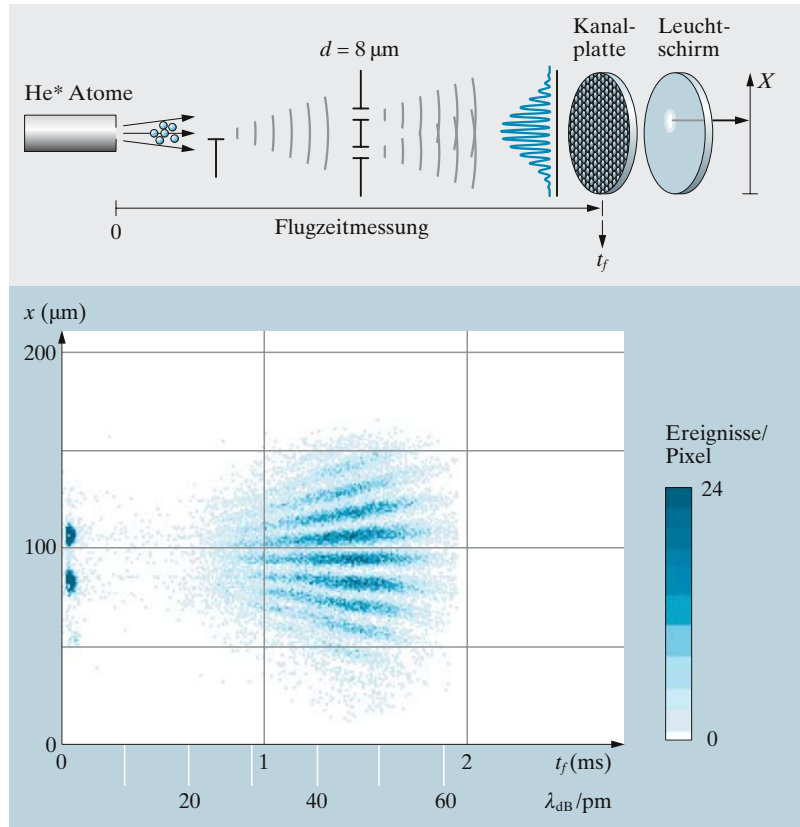 He* Atome
d = 8 µm
Kanal-
platte
Leucht-
schirm
X
0
Flugzeitmessung
t_f
x (µm)
200
100
0
0 1 2 t_f (ms)
20 40 60 λ_dB /pm
Ereignisse/
Pixel
24
0